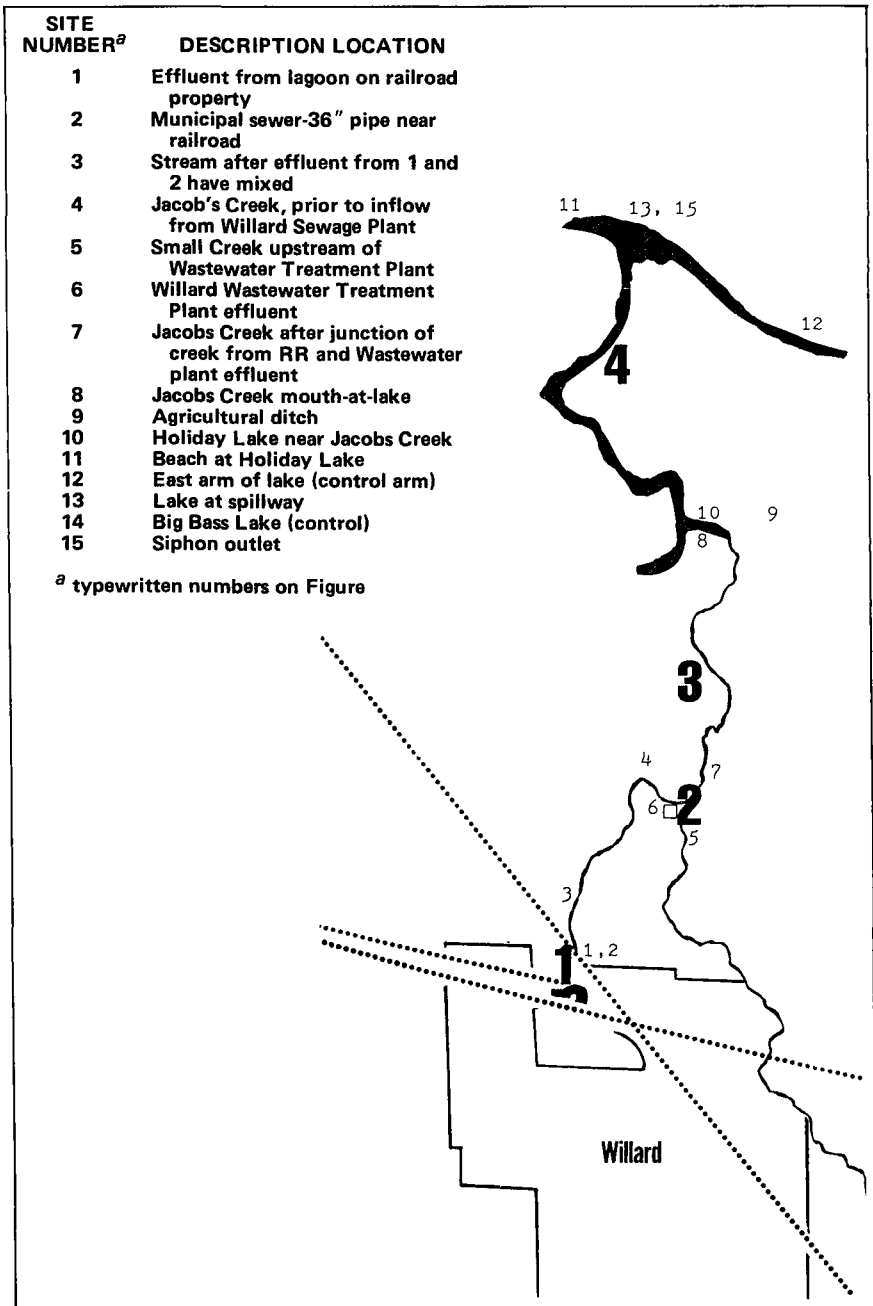 SITE
NUMBERa DESCRIPTION LOCATION
1 Effluent from lagoon on railroad
property
2 Municipal sewer-36" pipe near
railroad
3 Stream after effluent from 1 and
2 have mixed
4 Jacob's Creek, prior to inflow
from Willard Sewage Plant
5 Small Creek upstream of
Wastewater Treatment Plant
6 Willard Wastewater Treatment
Plant effluent
7 Jacobs Creek after junction of
creek from RR and Wastewater
plant effluent
8 Jacobs Creek mouth-at-lake
9 Agricultural ditch
10 Holiday Lake near Jacobs Creek
11 Beach at Holiday Lake
12 East arm of lake (control arm)
13 Lake at spillway
14 Big Bass Lake (control)
15 Siphon outlet
a typewritten numbers on Figure
11 13, 15
12
4
10 9
8
3
4 7
6 2
5
3
1 1,2
Willard